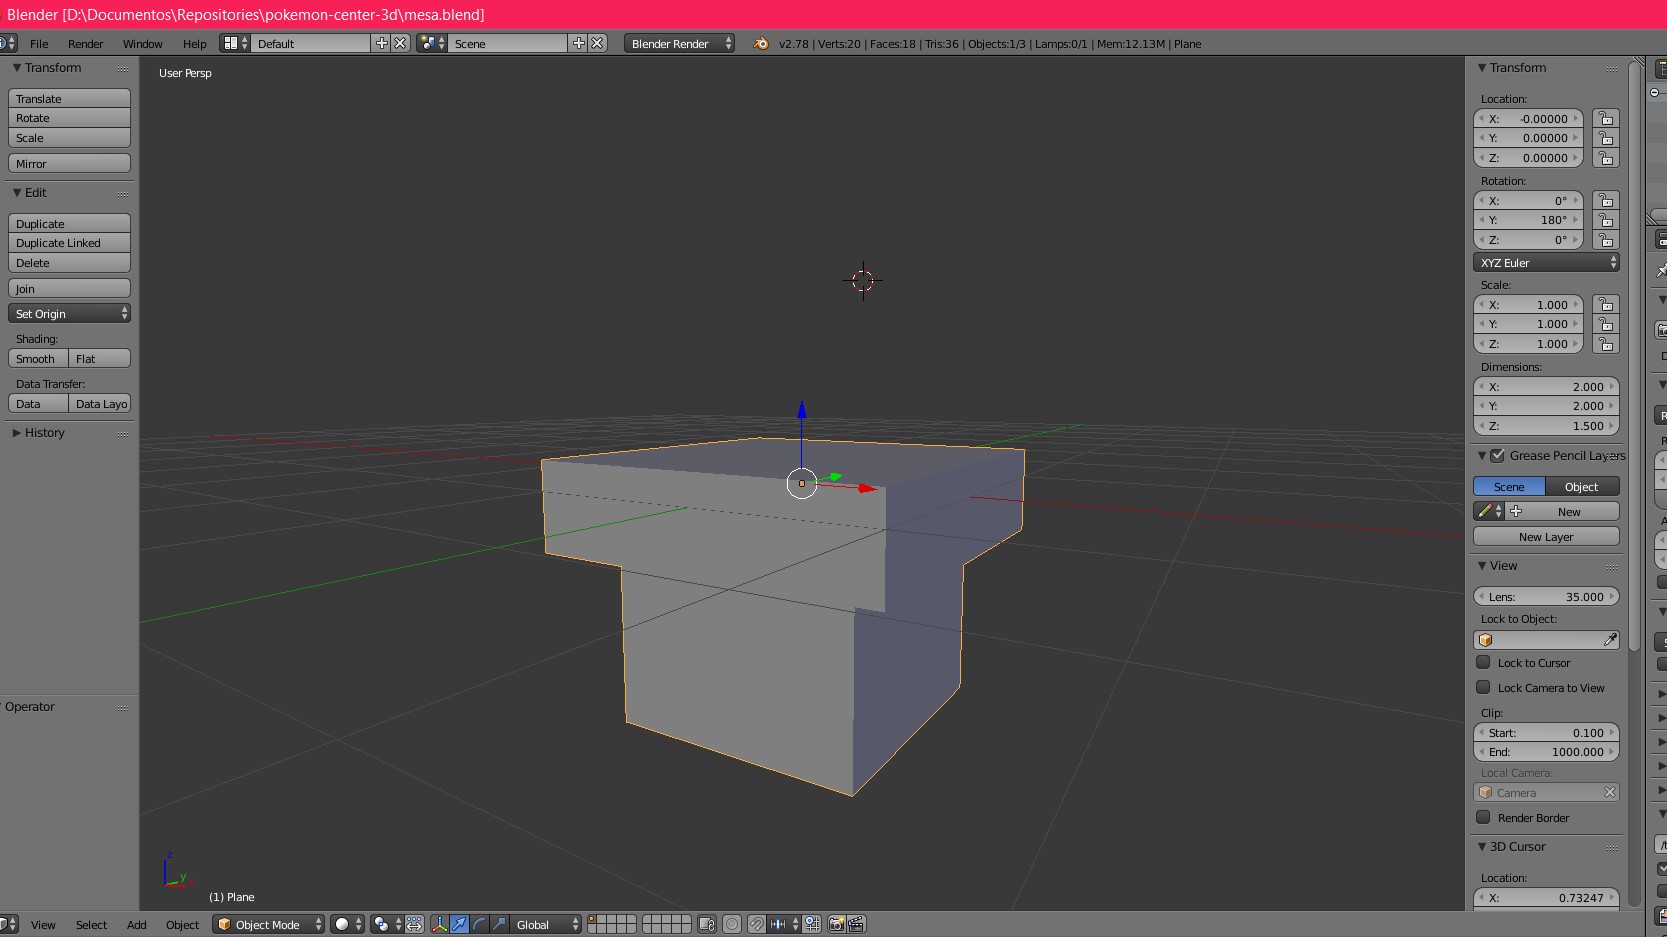 Blender [D:\Documentos\Repositories\pokemon-center-3d\mesa.blend]
File Render Window Help Default Scene Blender Render v2.78 | Verts:20 | Faces:18 | Tris:36 | Objects:1/3 | Lamps:0/1 | Mem:12.13M | Plane
Transform
Translate
Rotate
Scale
Mirror
Edit
Duplicate
Duplicate Linked
Delete
Join
Set Origin
Shading:
Smooth Flat
Data Transfer:
Data Data Layo
History
Operator
User Persp
z
y
x
(1) Plane
Transform
Location:
X: -0.00000
Y: 0.00000
Z: 0.00000
Rotation:
X: 0°
Y: 180°
Z: 0°
XYZ Euler
Scale:
X: 1.000
Y: 1.000
Z: 1.000
Dimensions:
X: 2.000
Y: 2.000
Z: 1.500
Grease Pencil Layers
Scene Object
New
New Layer
View
Lens: 35.000
Lock to Object:
Lock to Cursor
Lock Camera to View
Clip:
Start: 0.100
End: 1000.000
Local Camera:
Camera
Render Border
3D Cursor
Location:
X: 0.73247
View Select Add Object Object Mode Global